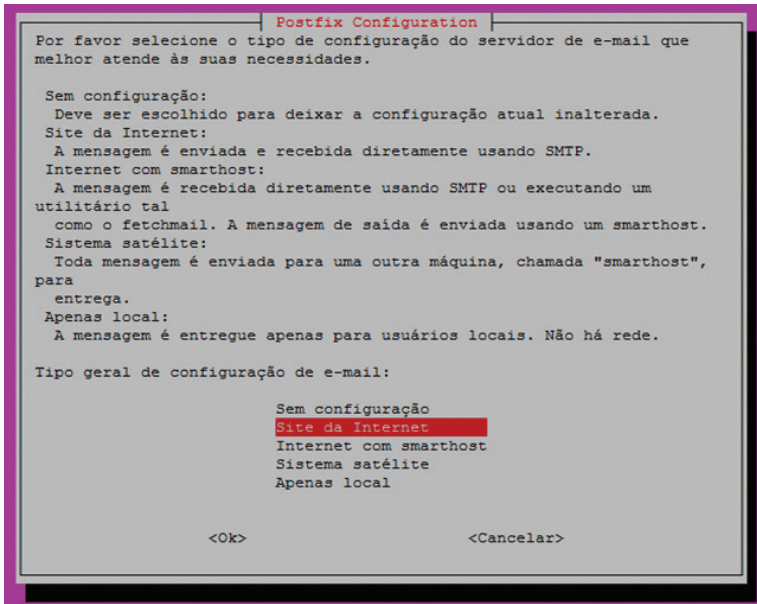 Postfix Configuration
Por favor selecione o tipo de configuração do servidor de e-mail que
melhor atende às suas necessidades.
Sem configuração:
Deve ser escolhido para deixar a configuração atual inalterada.
Site da Internet:
A mensagem é enviada e recebida diretamente usando SMTP.
Internet com smarthost:
A mensagem é recebida diretamente usando SMTP ou executando um
utilitário tal
como o fetchmail. A mensagem de saída é enviada usando um smarthost.
Sistema satélite:
Toda mensagem é enviada para uma outra máquina, chamada "smarthost",
para
entrega.
Apenas local:
A mensagem é entregue apenas para usuários locais. Não há rede.
Tipo geral de configuração de e-mail:
Sem configuração
Site da Internet
Internet com smarthost
Sistema satélite
Apenas local
<Ok> <Cancelar>